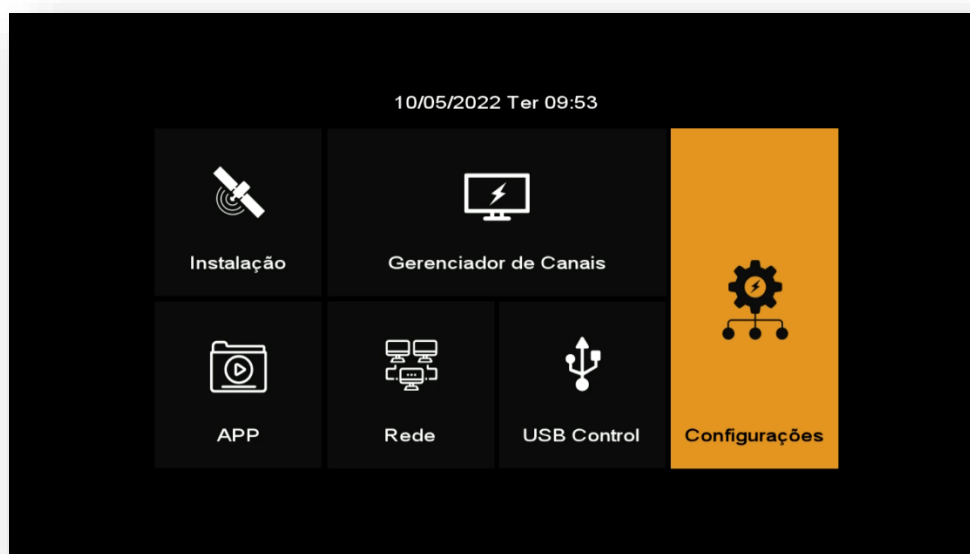 10/05/2022 Ter 09:53
Instalação
Gerenciador de Canais
APP
Rede
USB Control
Configurações